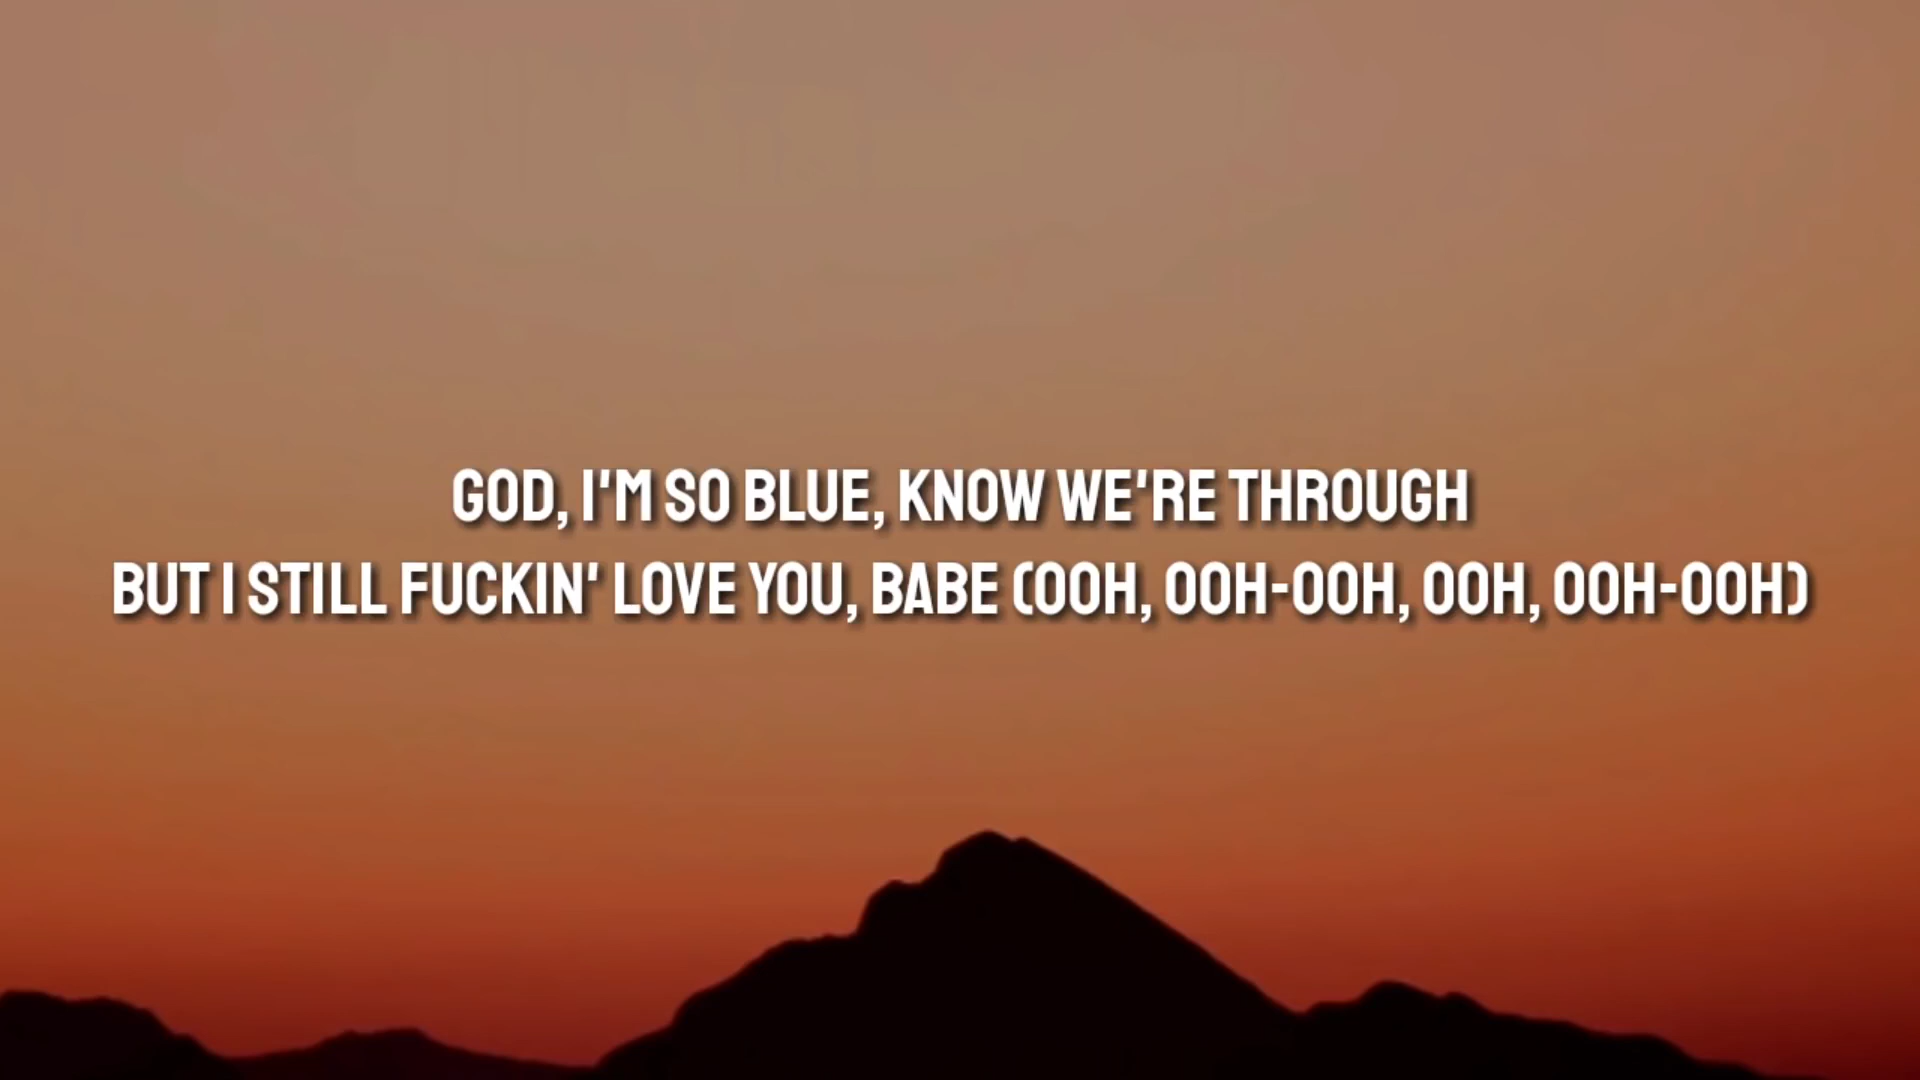 GOD, I'M SO BLUE, KNOW WE'RE THROUGH
BUT I STILL FUCKIN' LOVE YOU, BABE (OOH, OOH-OOH, OOH, OOH-OOH)